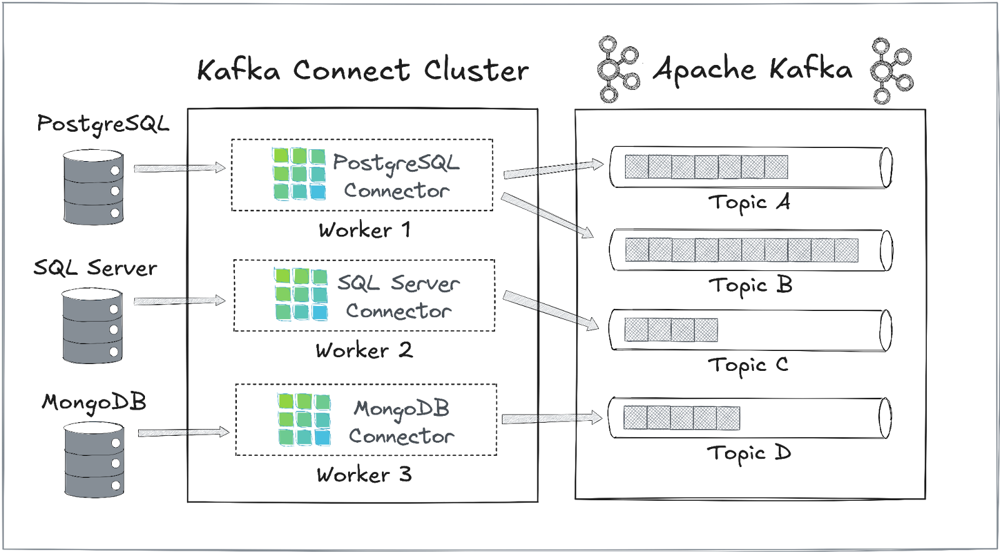 Kafka Connect Cluster
Apache Kafka
PostgreSQL
PostgreSQL
Connector
Worker 1
SQL Server
SQL Server
Connector
Worker 2
MongoDB
MongoDB
Connector
Worker 3
Topic A
Topic B
Topic C
Topic D